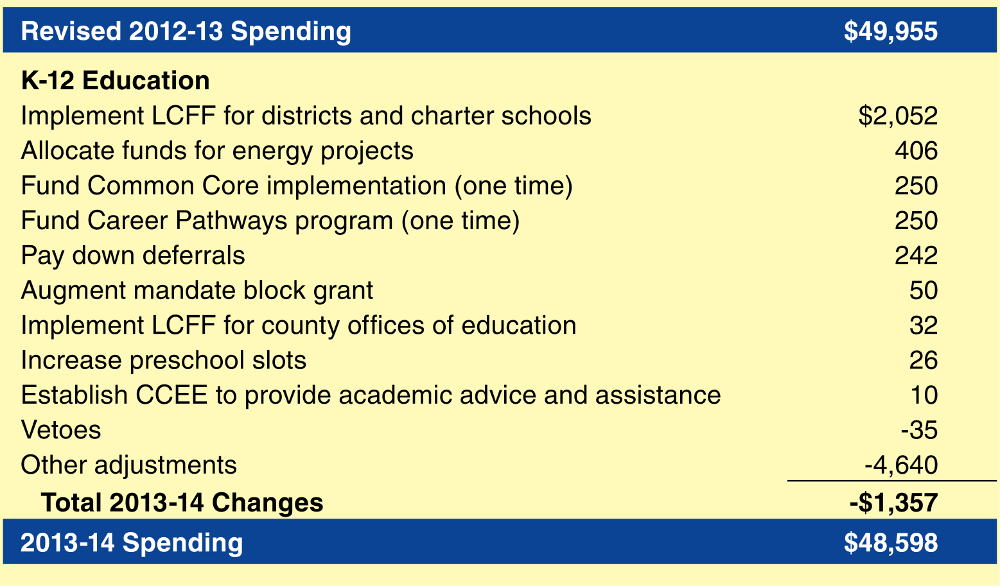 Revised 2012-13 Spending $49,955
K-12 Education
Implement LCFF for districts and charter schools $2,052
Allocate funds for energy projects 406
Fund Common Core implementation (one time) 250
Fund Career Pathways program (one time) 250
Pay down deferrals 242
Augment mandate block grant 50
Implement LCFF for county offices of education 32
Increase preschool slots 26
Establish CCEE to provide academic advice and assistance 10
Vetoes -35
Other adjustments -4,640
Total 2013-14 Changes -$1,357
2013-14 Spending $48,598